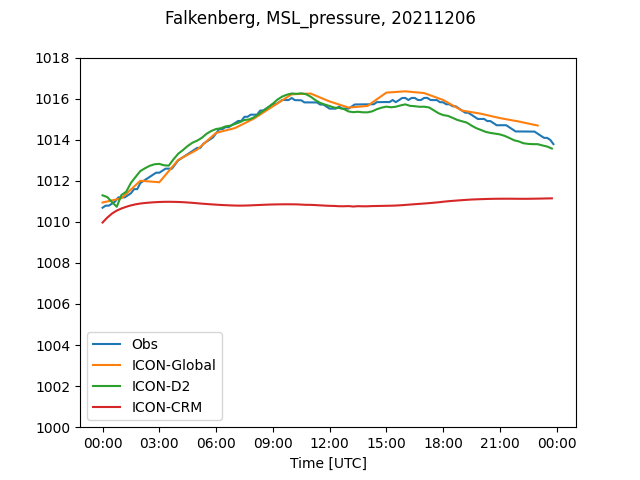 Falkenberg, MSL_pressure, 20211206
1018
1016
1014
1012
1010
1008
1006
1004
1002
1000
Obs
ICON-Global
ICON-D2
ICON-CRM
00:00 03:00 06:00 09:00 12:00 15:00 18:00 21:00 00:00
Time [UTC]